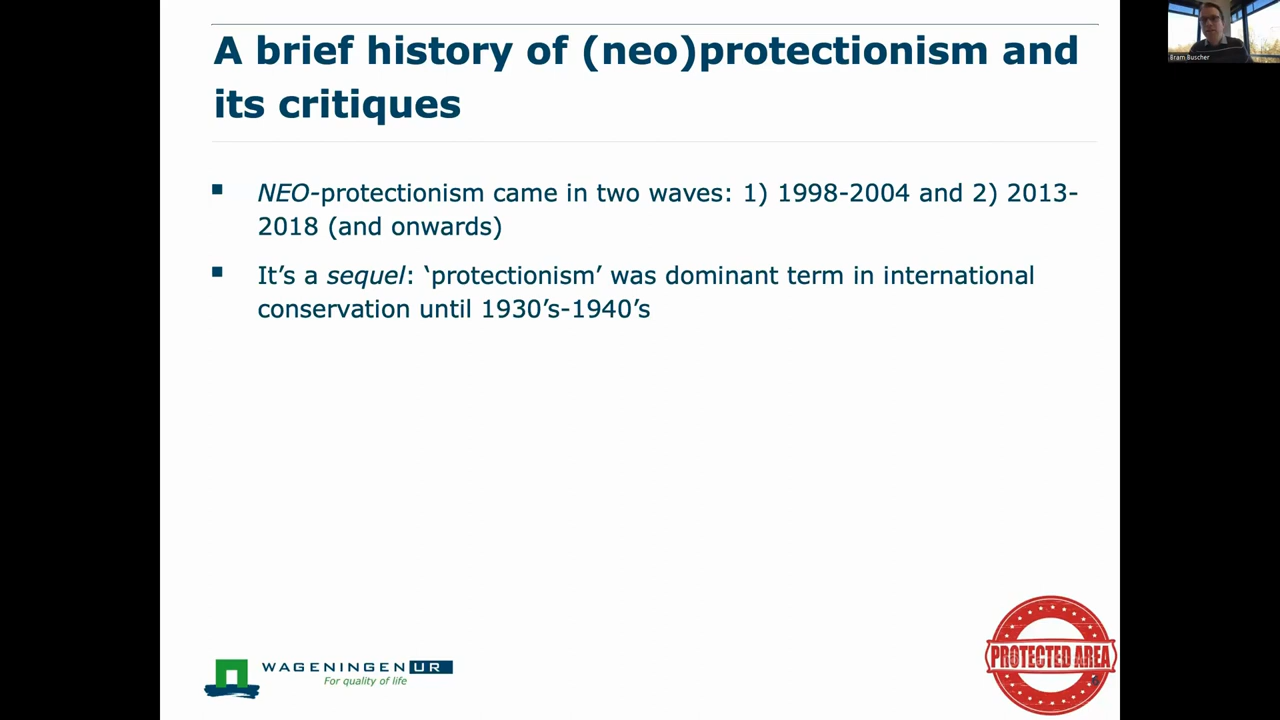 A brief history of (neo)protectionism and
its critiques
NEO-protectionism came in two waves: 1) 1998-2004 and 2) 2013-
2018 (and onwards)
It’s a sequel: ‘protectionism’ was dominant term in international
conservation until 1930’s-1940’s
WAGENINGEN UR
For quality of life
PROTECTED AREA
Bram Buscher